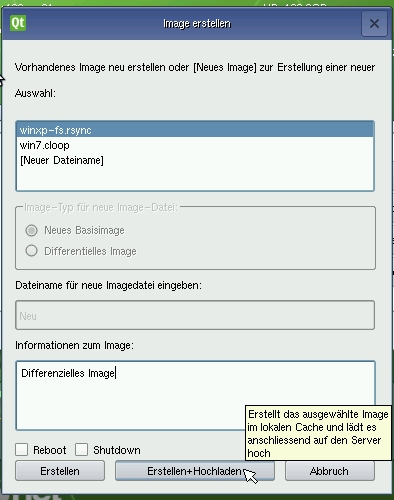 Image erstellen
Vorhandenes Image neu erstellen oder [Neues Image] zur Erstellung einer neuer
Auswahl:
winxp-fs.rsync
win7.cloop
[Neuer Dateiname]
Image-Typ für neue Image-Datei:
Neues Basisimage
Differentielles Image
Dateiname für neue Imagedatei eingeben:
Neu
Informationen zum Image:
Differenzielles Image
Erstellt das ausgewählte Image
im lokalen Cache und lädt es
anschliessend auf den Server
hoch
Reboot Shutdown
Erstellen Erstellen+Hochladen Abbruch